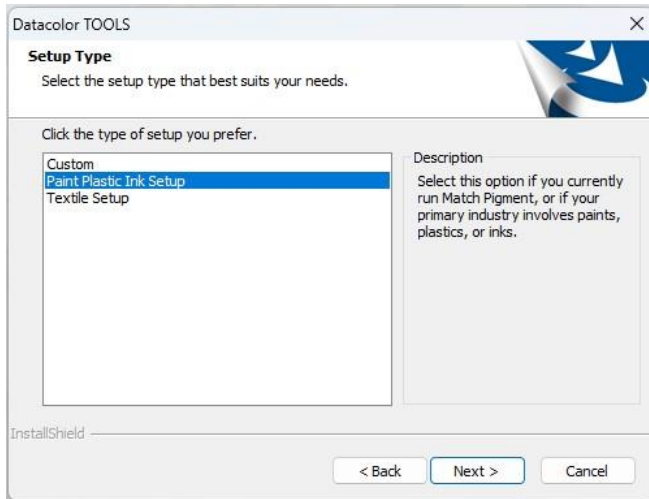 Datacolor TOOLS
Setup Type
Select the setup type that best suits your needs.
Click the type of setup you prefer.
Custom
Paint Plastic Ink Setup
Textile Setup
Description
Select this option if you currently
run Match Pigment, or if your
primary industry involves paints,
plastics, or inks.
InstallShield
< Back
Next >
Cancel